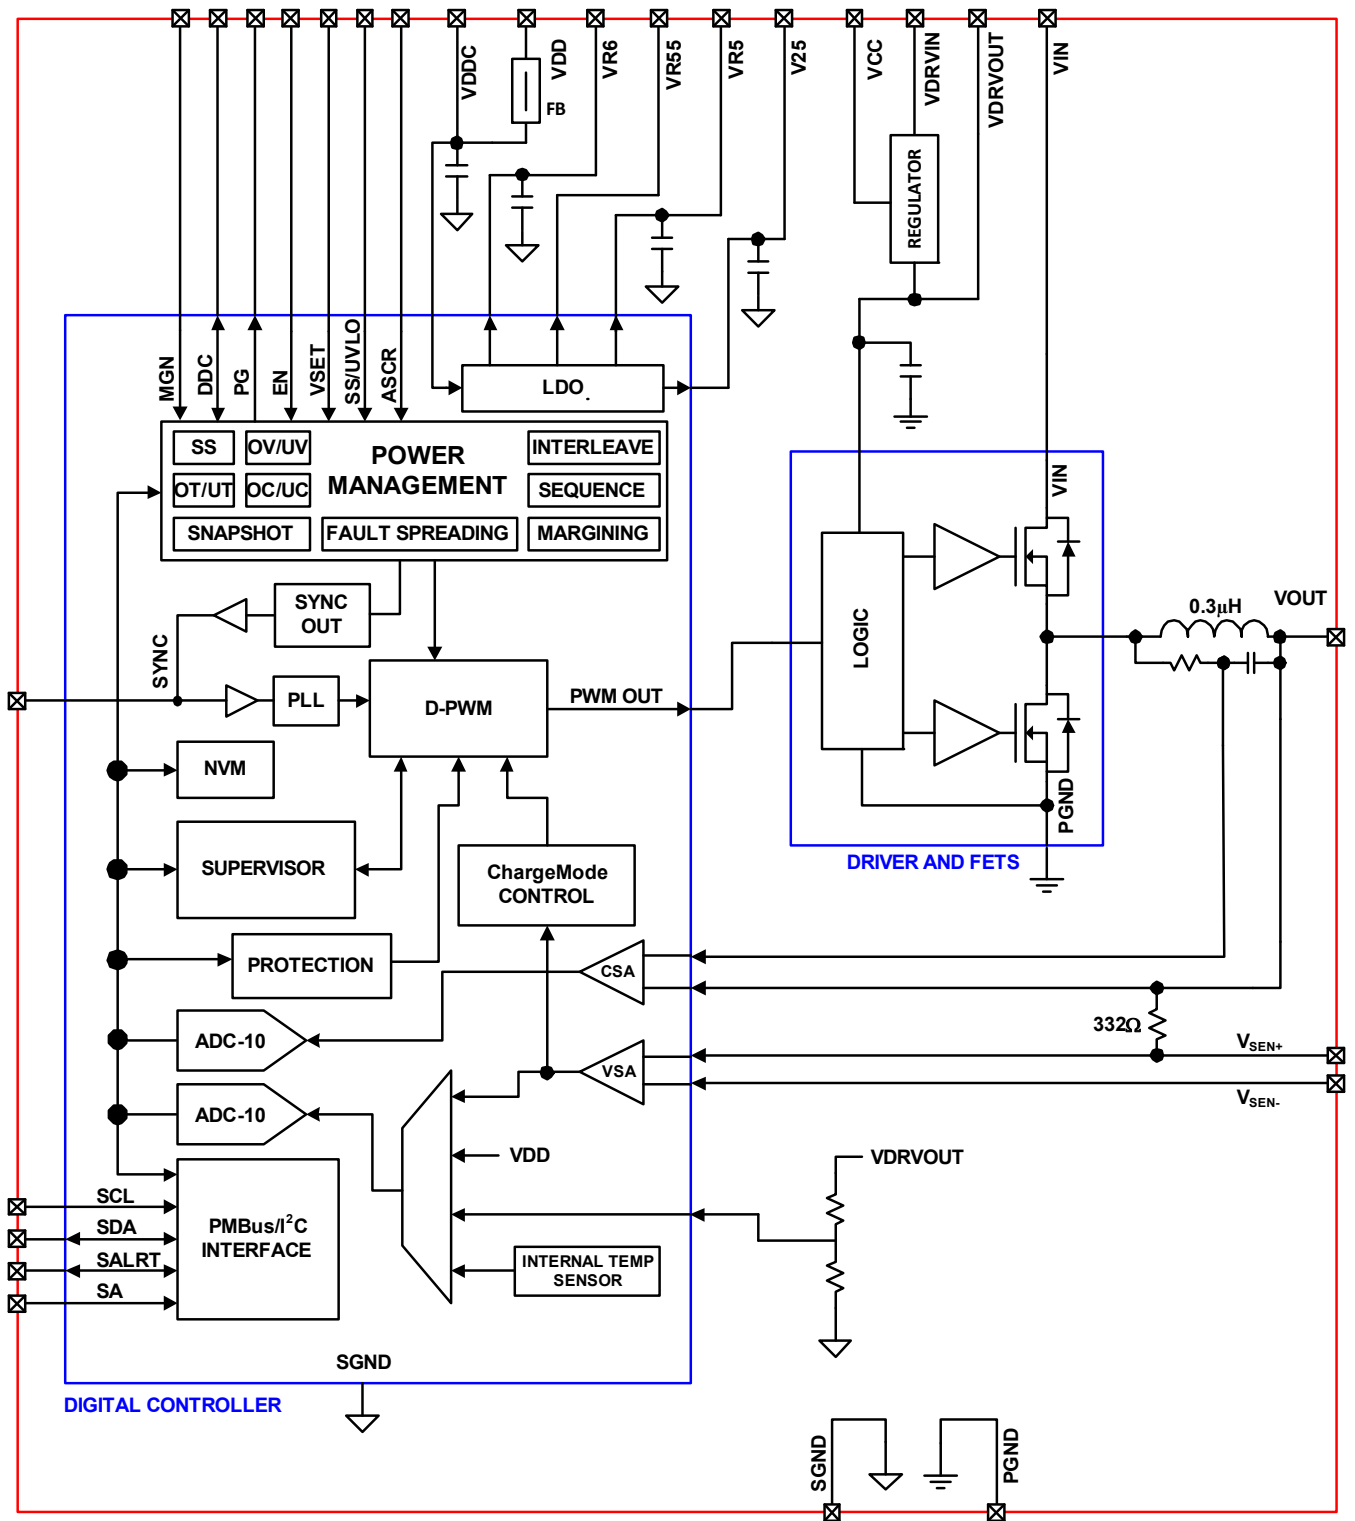 VDDC
VDD
VR6
VR55
VR5
V25
VCC
VDRVIN
VDRVOUT
VIN
FB
REGULATOR
MGN
DDC
PG
EN
VSET
SS/UVLO
ASCR
LDO
.
SS
OV/UV
POWER
MANAGEMENT
INTERLEAVE
OT/UT
OC/UC
SEQUENCE
SNAPSHOT
FAULT SPREADING
MARGINING
VIN
SYNC
OUT
SYNC
PLL
D-PWM
PWM OUT
LOGIC
0.3µH
VOUT
NVM
PGND
SUPERVISOR
ChargeMode
CONTROL
DRIVER AND FETS
PROTECTION
CSA
332Ω
ADC-10
VSA
VSEN+
VSEN-
ADC-10
VDD
VDRVOUT
SCL
SDA
SALRT
SA
PMBus/I²C
INTERFACE
INTERNAL TEMP
SENSOR
SGND
DIGITAL CONTROLLER
SGND
PGND